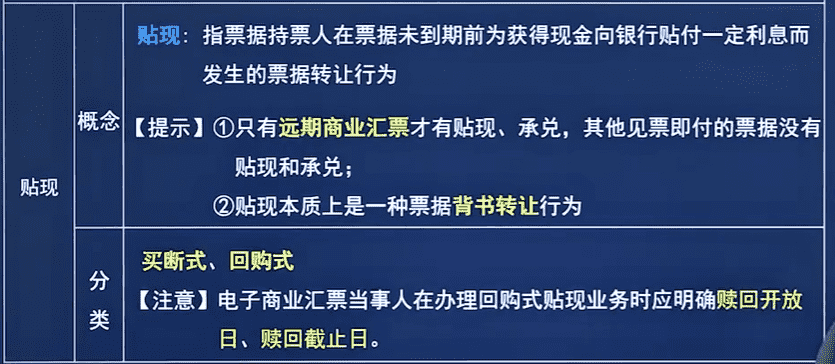 贴现
概念
贴现：指票据持票人在票据未到期前为获得现金向银行贴付一定利息而
发生的票据转让行为
【提示】①只有远期商业汇票才有贴现、承兑，其他见票即付的票据没有
贴现和承兑；
②贴现本质上是一种票据背书转让行为
分
类
买断式、回购式
【注意】电子商业汇票当事人在办理回购式贴现业务时应明确赎回开放
日、赎回截止日。